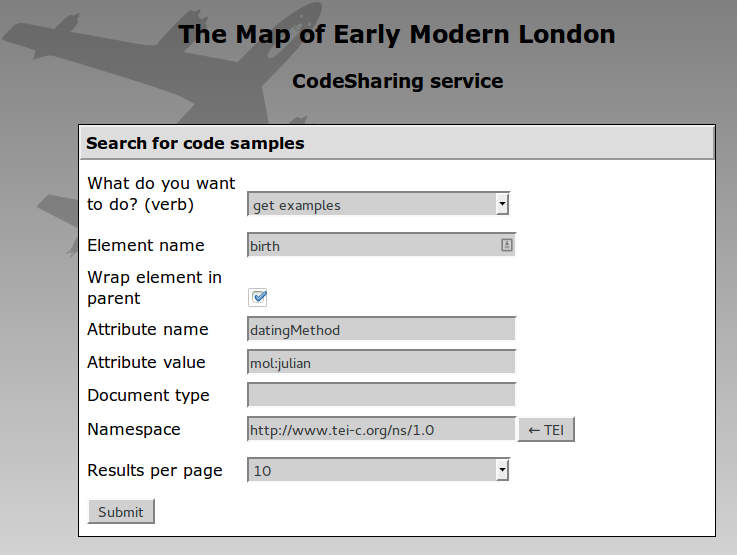 The Map of Early Modern London
CodeSharing service
Search for code samples
What do you want
to do? (verb)
get examples
Element name
birth
Wrap element in
parent
Attribute name
datingMethod
Attribute value
mol:julian
Document type
Namespace
http://www.tei-c.org/ns/1.0
← TEI
Results per page
10
Submit